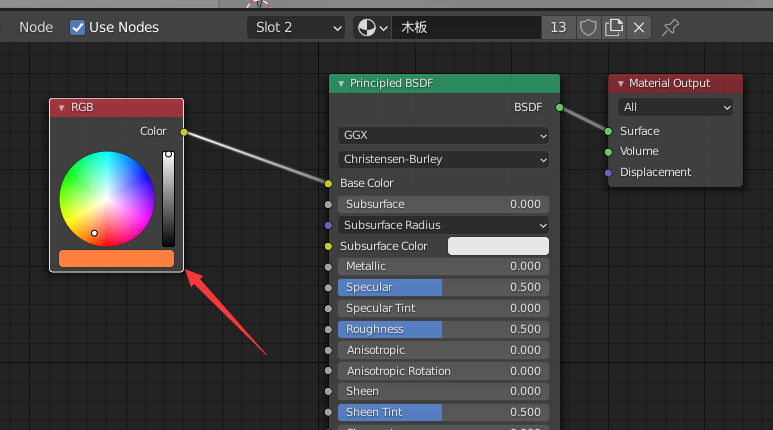 Node Use Nodes Slot 2 木板 13
RGB
Color
Principled BSDF
BSDF
GGX
Christensen-Burley
Base Color
Subsurface 0.000
Subsurface Radius
Subsurface Color
Metallic 0.000
Specular 0.500
Specular Tint 0.000
Roughness 0.500
Anisotropic 0.000
Anisotropic Rotation 0.000
Sheen 0.000
Sheen Tint 0.500
Material Output
All
Surface
Volume
Displacement